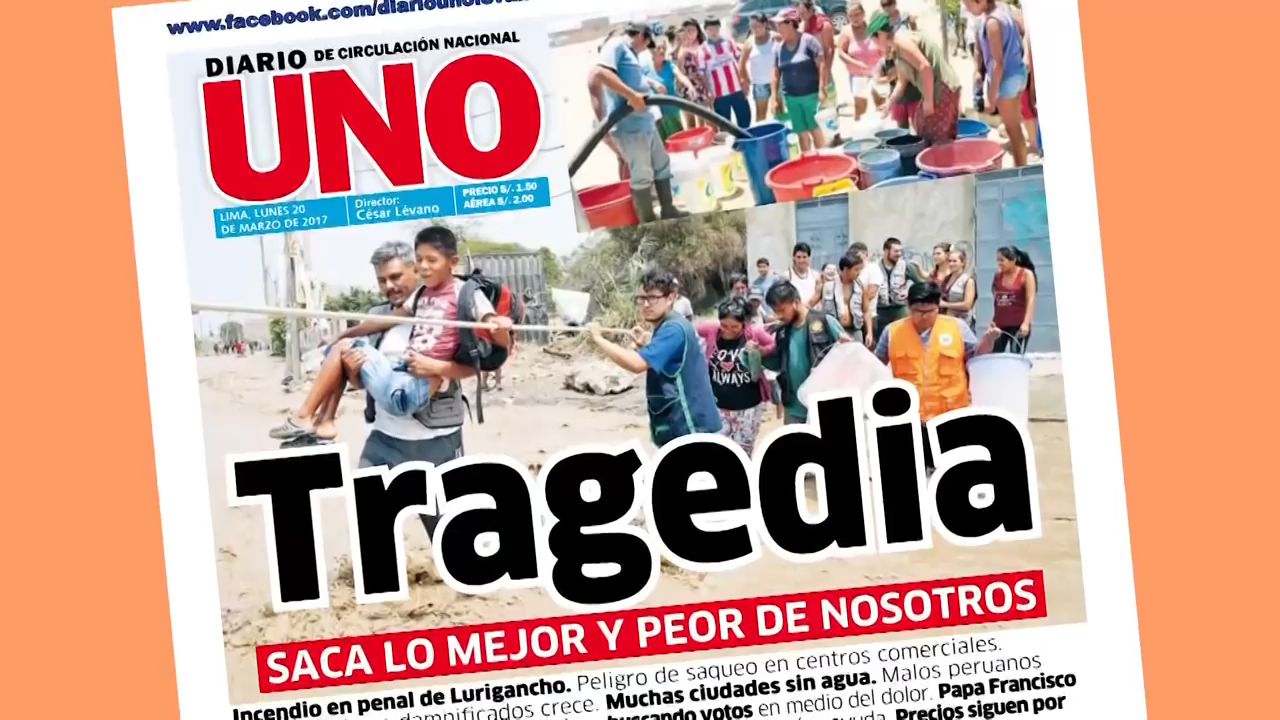 www.facebook.com/diariouno
DIARIO DE CIRCULACIÓN NACIONAL
UNO
LIMA, LUNES 20
DE MARZO DE 2017
Director:
César Lévano
PRECIO S/. 1.50
AÉREA S/. 2.00
LOVE
ALWAYS
Tragedia
SACA LO MEJOR Y PEOR DE NOSOTROS
Incendio en penal de Lurigancho. Peligro de saqueo en centros comerciales.
damnificados crece. Muchas ciudades sin agua. Malos peruanos
buscando votos en medio del dolor. Papa Francisco
ayuda. Precios siguen por